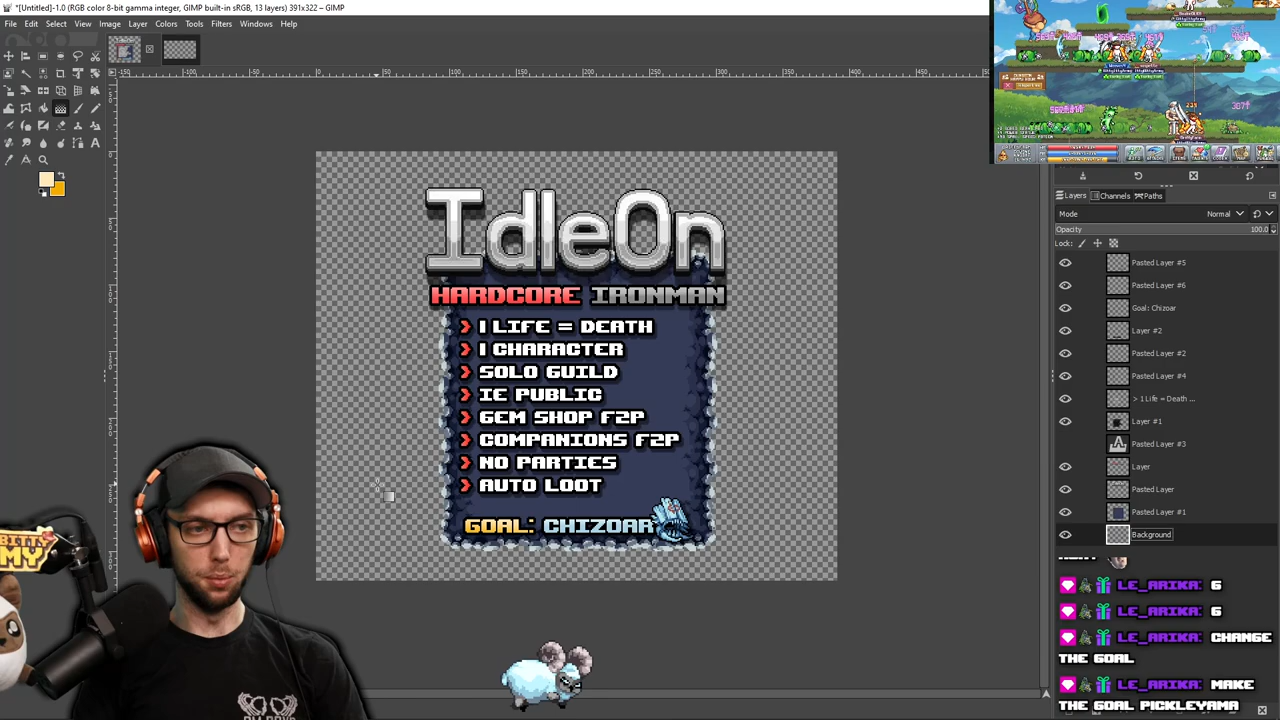 *[Untitled]-1.0 (RGB color 8-bit gamma integer, GIMP built-in sRGB, 13 layers) 391x322 – GIMP
File Edit Select View Image Layer Colors Tools Filters Windows Help
Layers Channels Paths
Mode Normal
Opacity 100.0
Lock:
Pasted Layer #5
Pasted Layer #6
Goal: Chizoar
Layer #2
Pasted Layer #2
Pasted Layer #4
> 1 Life = Death ...
Layer #1
Pasted Layer #3
Layer
Pasted Layer
Pasted Layer #1
Background
IdleOn
HARDCORE IRONMAN
> 1 LIFE = DEATH
> 1 CHARACTER
> SOLO GUILD
> IE PUBLIC
> GEM SHOP F2P
> COMPANIONS F2P
> NO PARTIES
> AUTO LOOT
GOAL: CHIZOAR
LE_ARIKA: 6
LE_ARIKA: 6
LE_ARIKA: CHANGE
THE GOAL
LE_ARIKA: MAKE
THE GOAL PICKLEYAMA